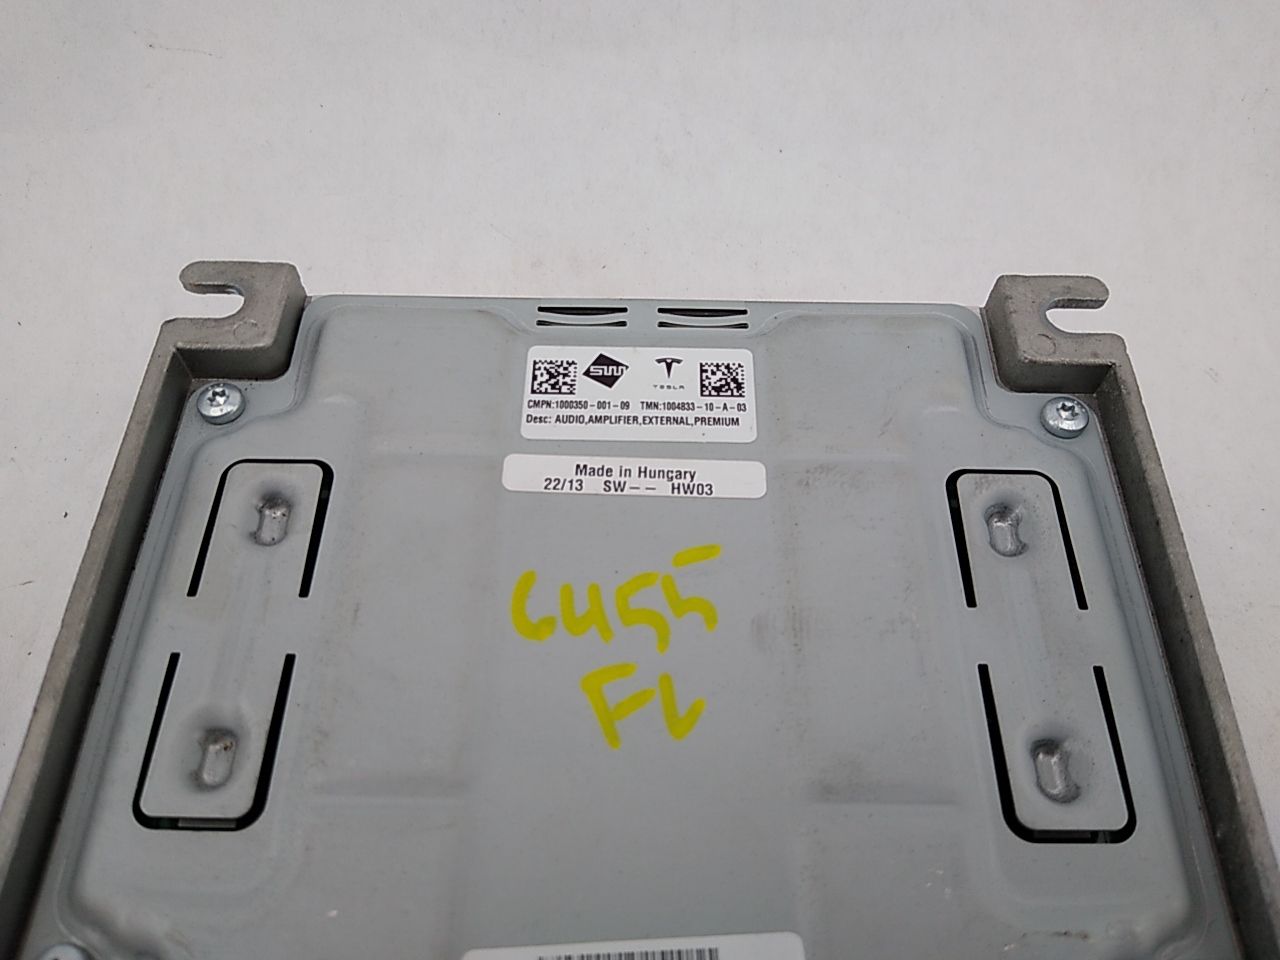 SW TESLA
CMPN:1000350-001-09 TMN:1004833-10-A-03
Desc: AUDIO,AMPLIFIER,EXTERNAL,PREMIUM
Made in Hungary
22/13 SW-- HW03
6455
FL